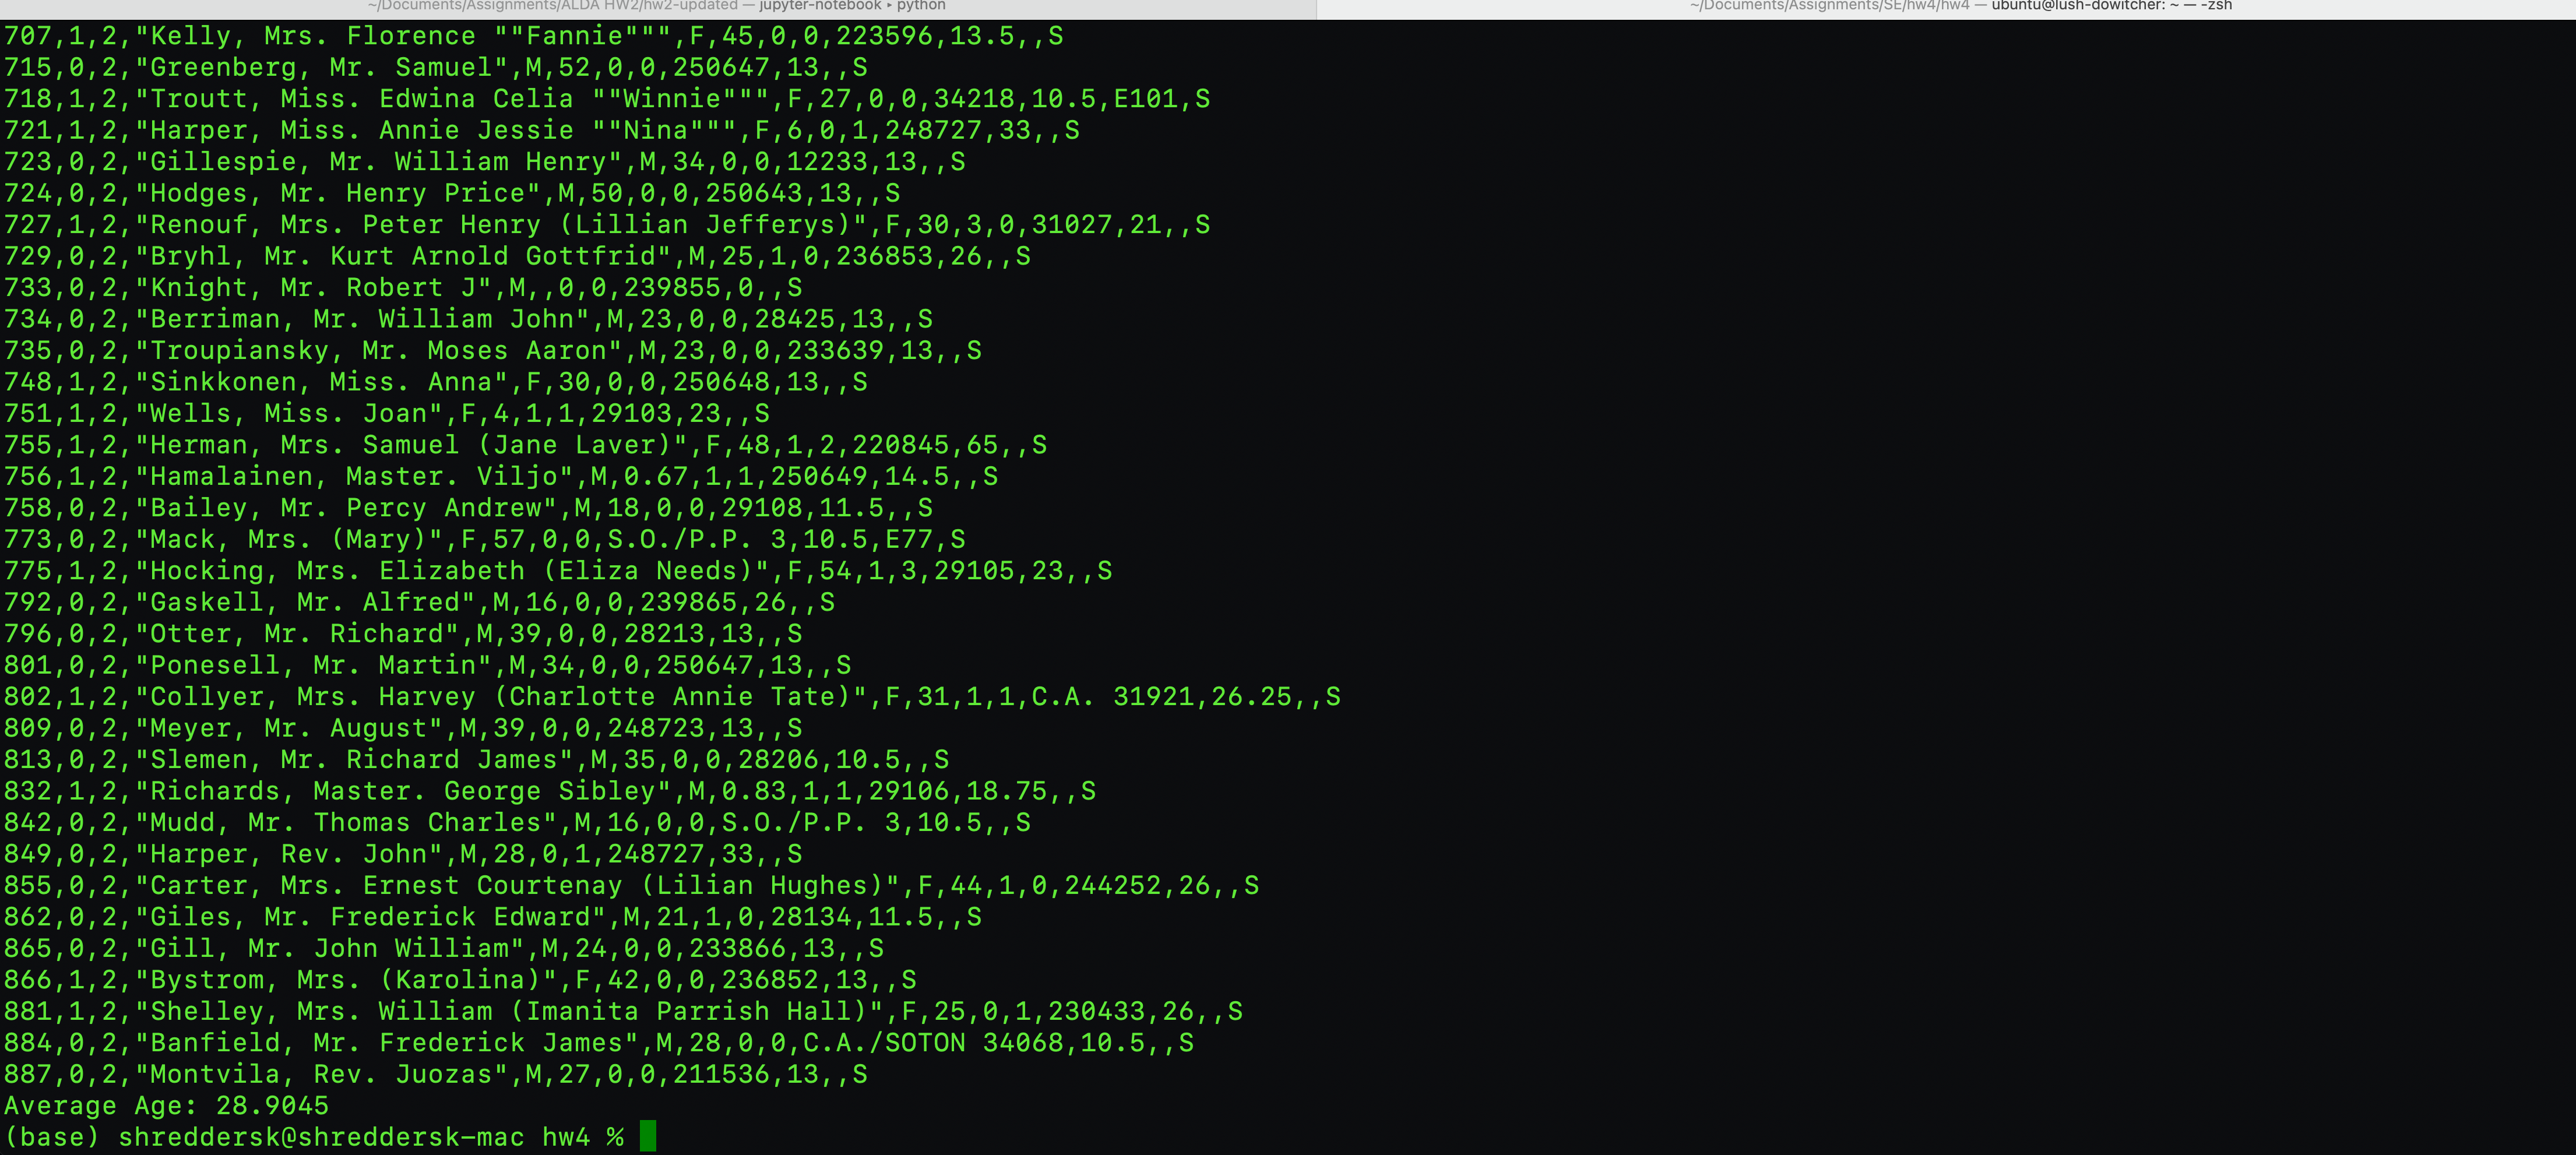 ~/Documents/Assignments/ALDA HW2/hw2-updated — jupyter-notebook ▸ python
~/Documents/Assignments/SE/hw4/hw4 — ubuntu@lush-dowitcher: ~ — -zsh
707,1,2,"Kelly, Mrs. Florence ""Fannie""",F,45,0,0,223596,13.5,,S
715,0,2,"Greenberg, Mr. Samuel",M,52,0,0,250647,13,,S
718,1,2,"Troutt, Miss. Edwina Celia ""Winnie""",F,27,0,0,34218,10.5,E101,S
721,1,2,"Harper, Miss. Annie Jessie ""Nina""",F,6,0,1,248727,33,,S
723,0,2,"Gillespie, Mr. William Henry",M,34,0,0,12233,13,,S
724,0,2,"Hodges, Mr. Henry Price",M,50,0,0,250643,13,,S
727,1,2,"Renouf, Mrs. Peter Henry (Lillian Jefferys)",F,30,3,0,31027,21,,S
729,0,2,"Bryhl, Mr. Kurt Arnold Gottfrid",M,25,1,0,236853,26,,S
733,0,2,"Knight, Mr. Robert J",M,,0,0,239855,0,,S
734,0,2,"Berriman, Mr. William John",M,23,0,0,28425,13,,S
735,0,2,"Troupiansky, Mr. Moses Aaron",M,23,0,0,233639,13,,S
748,1,2,"Sinkkonen, Miss. Anna",F,30,0,0,250648,13,,S
751,1,2,"Wells, Miss. Joan",F,4,1,1,29103,23,,S
755,1,2,"Herman, Mrs. Samuel (Jane Laver)",F,48,1,2,220845,65,,S
756,1,2,"Hamalainen, Master. Viljo",M,0.67,1,1,250649,14.5,,S
758,0,2,"Bailey, Mr. Percy Andrew",M,18,0,0,29108,11.5,,S
773,0,2,"Mack, Mrs. (Mary)",F,57,0,0,S.O./P.P. 3,10.5,E77,S
775,1,2,"Hocking, Mrs. Elizabeth (Eliza Needs)",F,54,1,3,29105,23,,S
792,0,2,"Gaskell, Mr. Alfred",M,16,0,0,239865,26,,S
796,0,2,"Otter, Mr. Richard",M,39,0,0,28213,13,,S
801,0,2,"Ponesell, Mr. Martin",M,34,0,0,250647,13,,S
802,1,2,"Collyer, Mrs. Harvey (Charlotte Annie Tate)",F,31,1,1,C.A. 31921,26.25,,S
809,0,2,"Meyer, Mr. August",M,39,0,0,248723,13,,S
813,0,2,"Slemen, Mr. Richard James",M,35,0,0,28206,10.5,,S
832,1,2,"Richards, Master. George Sibley",M,0.83,1,1,29106,18.75,,S
842,0,2,"Mudd, Mr. Thomas Charles",M,16,0,0,S.O./P.P. 3,10.5,,S
849,0,2,"Harper, Rev. John",M,28,0,1,248727,33,,S
855,0,2,"Carter, Mrs. Ernest Courtenay (Lilian Hughes)",F,44,1,0,244252,26,,S
862,0,2,"Giles, Mr. Frederick Edward",M,21,1,0,28134,11.5,,S
865,0,2,"Gill, Mr. John William",M,24,0,0,233866,13,,S
866,1,2,"Bystrom, Mrs. (Karolina)",F,42,0,0,236852,13,,S
881,1,2,"Shelley, Mrs. William (Imanita Parrish Hall)",F,25,0,1,230433,26,,S
884,0,2,"Banfield, Mr. Frederick James",M,28,0,0,C.A./SOTON 34068,10.5,,S
887,0,2,"Montvila, Rev. Juozas",M,27,0,0,211536,13,,S
Average Age: 28.9045
(base) shreddersk@shreddersk-mac hw4 %